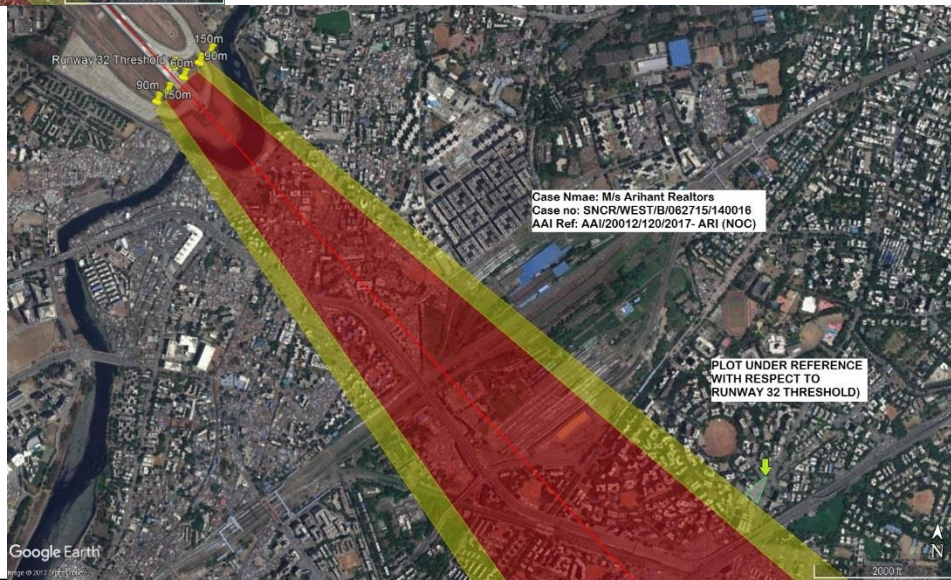 150m
Runway 32 Threshold
60m
90m
90m
150m
Case Nmae: M/s Arihant Realtors
Case no: SNCR/WEST/B/062715/140016
AAI Ref: AAI/20012/120/2017- ARI (NOC)
PLOT UNDER REFERENCE
WITH RESPECT TO
RUNWAY 32 THRESHOLD)
N
Google Earth
2000 ft